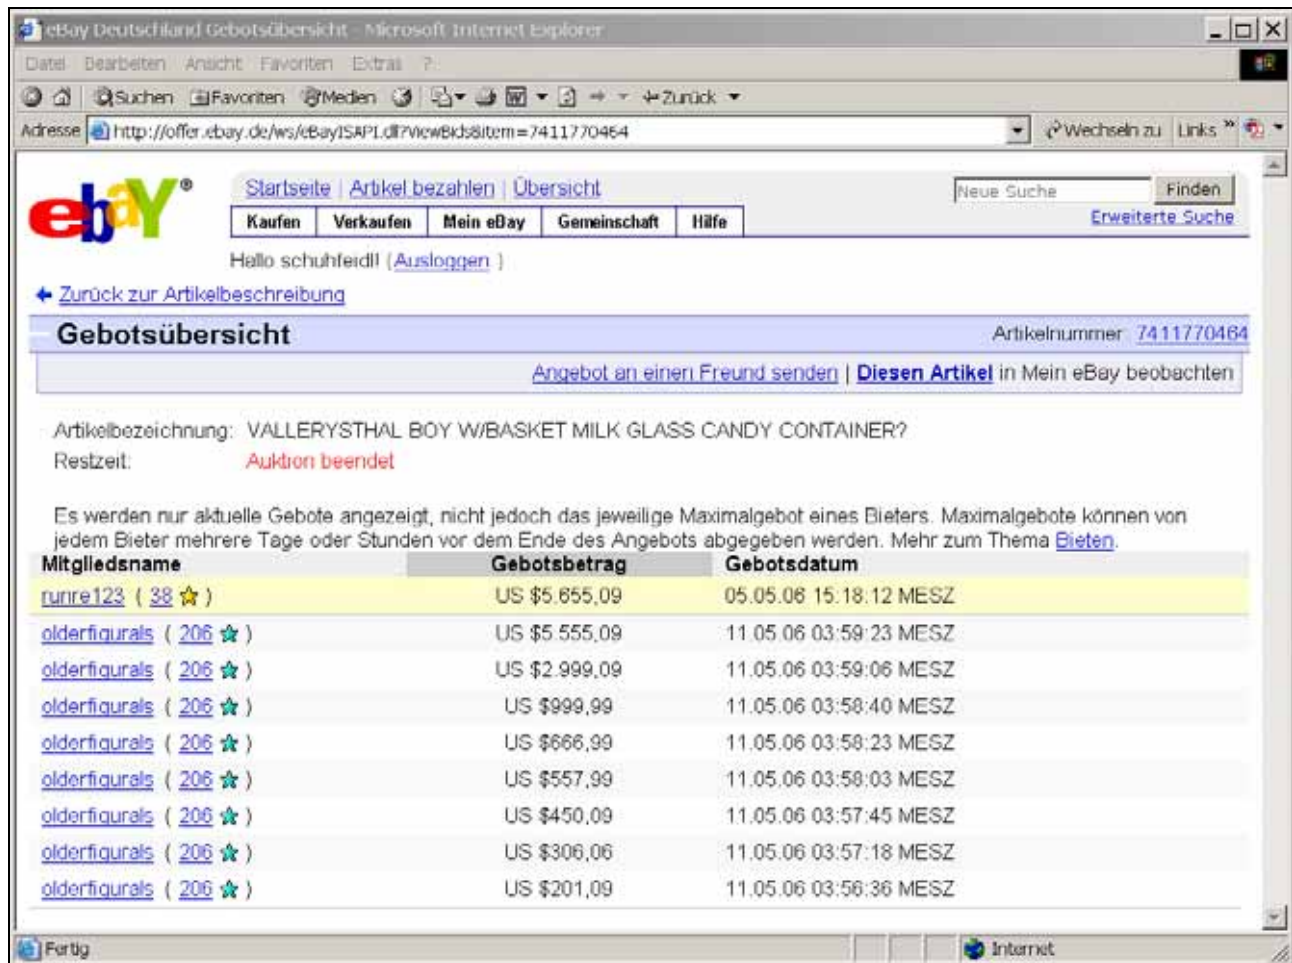 eBay Deutschland Gebotsübersicht - Microsoft Internet Explorer
Datei Bearbeiten Ansicht Favoriten Extras ?
Suchen Favoriten Medien Zurück
Adresse http://offer.ebay.de/ws/eBayISAPI.dll?ViewBids&item=7411770464 Wechseln zu Links »
ebaY® Startseite | Artikel bezahlen | Übersicht Neue Suche Finden
Kaufen Verkaufen Mein eBay Gemeinschaft Hilfe Erweiterte Suche
Hallo schuhfeidl! (Ausloggen )
Zurück zur Artikelbeschreibung
Gebotsübersicht Artikelnummer: 7411770464
Angebot an einen Freund senden | Diesen Artikel in Mein eBay beobachten
Artikelbezeichnung: VALLERYSTHAL BOY W/BASKET MILK GLASS CANDY CONTAINER?
Restzeit: Auktion beendet
Es werden nur aktuelle Gebote angezeigt, nicht jedoch das jeweilige Maximalgebot eines Bieters. Maximalgebote können von
jedem Bieter mehrere Tage oder Stunden vor dem Ende des Angebots abgegeben werden. Mehr zum Thema Bieten.
Mitgliedsname Gebotsbetrag Gebotsdatum
runre123 ( 38 ) US $5.655,09 05.05.06 15:18:12 MESZ
olderfigurals ( 206 ) US $5.555,09 11.05.06 03:59:23 MESZ
olderfigurals ( 206 ) US $2.999,09 11.05.06 03:59:06 MESZ
olderfigurals ( 206 ) US $999,99 11.05.06 03:58:40 MESZ
olderfigurals ( 206 ) US $666,99 11.05.06 03:58:23 MESZ
olderfigurals ( 206 ) US $557,99 11.05.06 03:58:03 MESZ
olderfigurals ( 206 ) US $450,09 11.05.06 03:57:45 MESZ
olderfigurals ( 206 ) US $306,06 11.05.06 03:57:18 MESZ
olderfigurals ( 206 ) US $201,09 11.05.06 03:56:36 MESZ
Fertig Internet